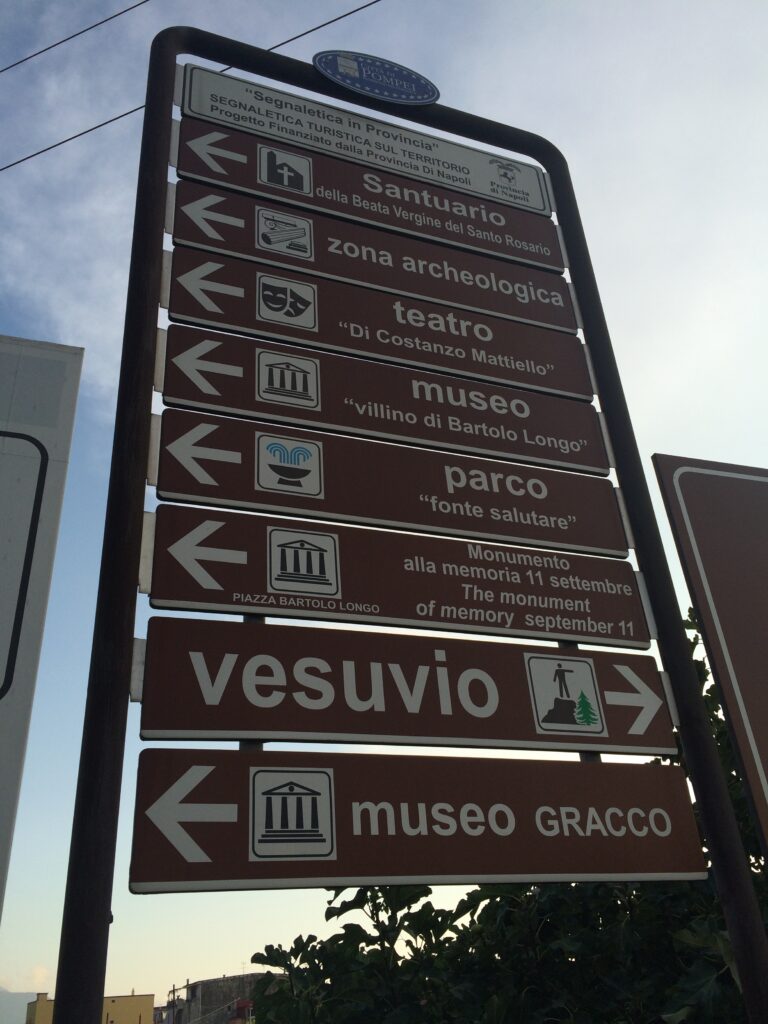 CITTÀ DI
POMPEI
"Segnaletica in Provincia"
SEGNALETICA TURISTICA SUL TERRITORIO
Progetto Finanziato dalla Provincia Di Napoli
Provincia
di Napoli
Santuario
della Beata Vergine del Santo Rosario
zona archeologica
teatro
"Di Costanzo Mattiello"
museo
"villino di Bartolo Longo"
parco
"fonte salutare"
PIAZZA BARTOLO LONGO
Monumento
alla memoria 11 settembre
The monument
of memory september 11
vesuvio
museo GRACCO